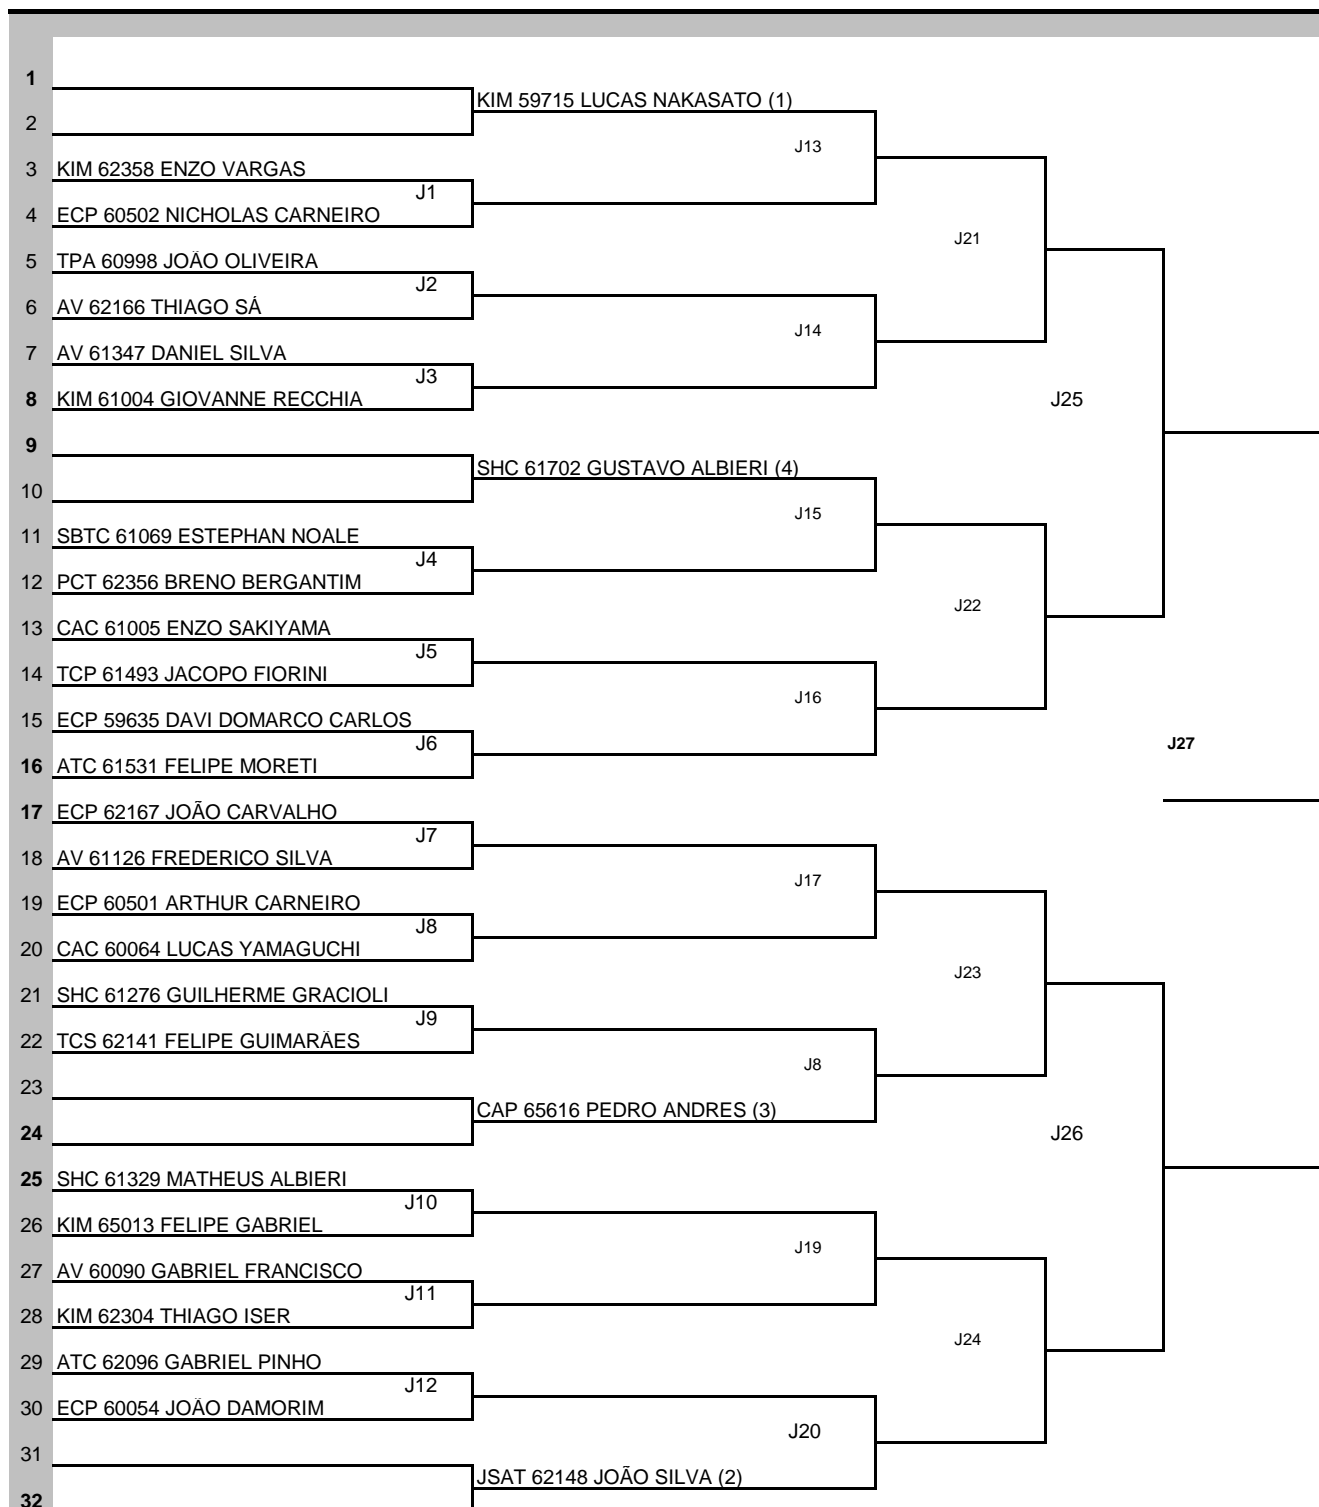 1
KIM 59715 LUCAS NAKASATO (1)
2
J13
3 KIM 62358 ENZO VARGAS
J1
4 ECP 60502 NICHOLAS CARNEIRO
J21
5 TPA 60998 JOÃO OLIVEIRA
J2
6 AV 62166 THIAGO SÁ
J14
7 AV 61347 DANIEL SILVA
J3
8 KIM 61004 GIOVANNE RECCHIA
J25
9
SHC 61702 GUSTAVO ALBIERI (4)
10
J15
11 SBTC 61069 ESTEPHAN NOALE
J4
12 PCT 62356 BRENO BERGANTIM
J22
13 CAC 61005 ENZO SAKIYAMA
J5
14 TCP 61493 JACOPO FIORINI
J16
15 ECP 59635 DAVI DOMARCO CARLOS
J6
J27
16 ATC 61531 FELIPE MORETI
17 ECP 62167 JOÃO CARVALHO
J7
18 AV 61126 FREDERICO SILVA
J17
19 ECP 60501 ARTHUR CARNEIRO
J8
20 CAC 60064 LUCAS YAMAGUCHI
J23
21 SHC 61276 GUILHERME GRACIOLI
J9
22 TCS 62141 FELIPE GUIMARÃES
J8
23
CAP 65616 PEDRO ANDRES (3)
24
J26
25 SHC 61329 MATHEUS ALBIERI
J10
26 KIM 65013 FELIPE GABRIEL
J19
27 AV 60090 GABRIEL FRANCISCO
J11
28 KIM 62304 THIAGO ISER
J24
29 ATC 62096 GABRIEL PINHO
J12
30 ECP 60054 JOÃO DAMORIM
J20
31
JSAT 62148 JOÃO SILVA (2)
32